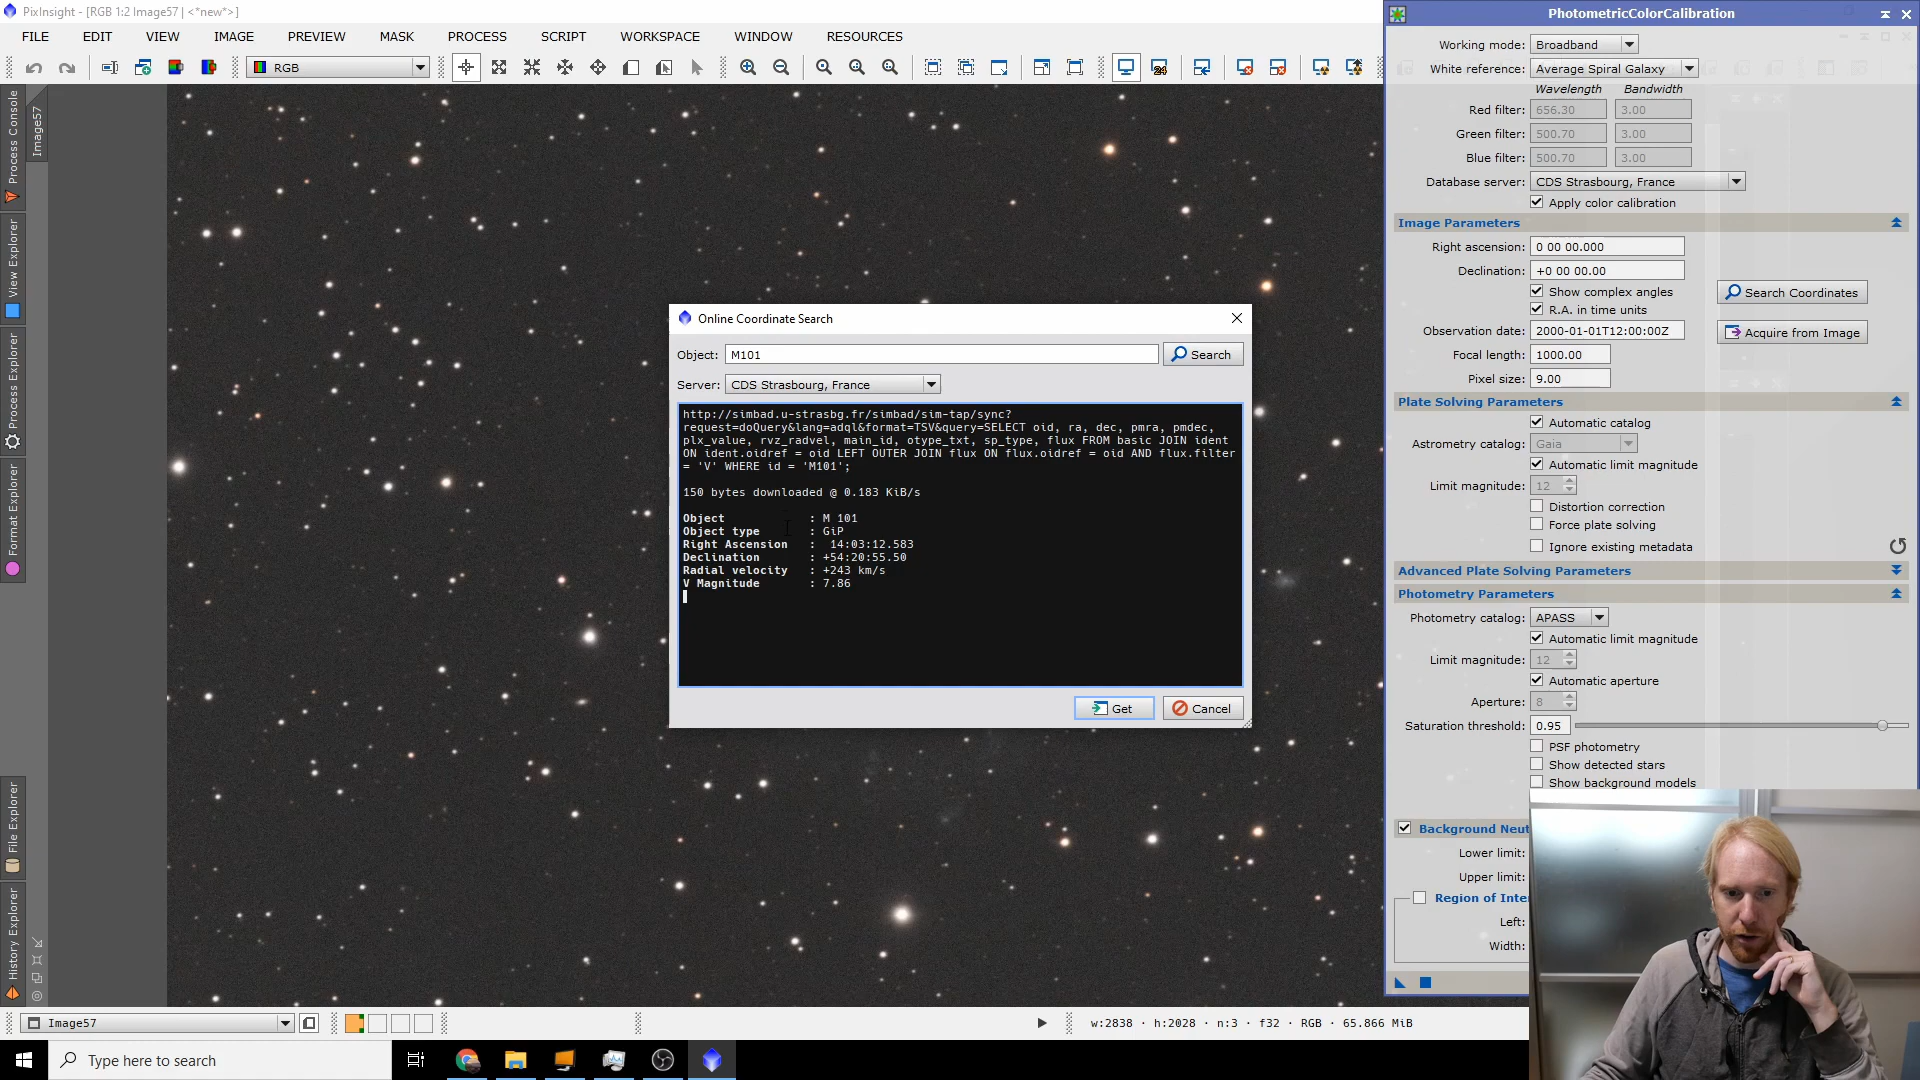 PixInsight - [RGB 1:2 Image57 | <*new*>]
FILE EDIT VIEW IMAGE PREVIEW MASK PROCESS SCRIPT WORKSPACE WINDOW RESOURCES
RGB
Process Console
View Explorer
Process Explorer
Format Explorer
File Explorer
History Explorer
Image57
Online Coordinate Search
Object: M101
Search
Server: CDS Strasbourg, France
http://simbad.u-strasbg.fr/simbad/sim-tap/sync?
request=doQuery&lang=adql&format=TSV&query=SELECT oid, ra, dec, pmra, pmdec,
plx_value, rvz_radvel, main_id, otype_txt, sp_type, flux FROM basic JOIN ident
ON ident.oidref = oid LEFT OUTER JOIN flux ON flux.oidref = oid AND flux.filter
= 'V' WHERE id = 'M101';
150 bytes downloaded @ 0.183 KiB/s
Object : M 101
Object type : GiP
Right Ascension : 14:03:12.583
Declination : +54:20:55.50
Radial velocity : +243 km/s
V Magnitude : 7.86
Get
Cancel
PhotometricColorCalibration
Working mode: Broadband
White reference: Average Spiral Galaxy
Wavelength Bandwidth
Red filter: 656.30 3.00
Green filter: 500.70 3.00
Blue filter: 500.70 3.00
Database server: CDS Strasbourg, France
Apply color calibration
Image Parameters
Right ascension: 0 00 00.000
Declination: +0 00 00.00
Show complex angles
Search Coordinates
R.A. in time units
Observation date: 2000-01-01T12:00:00Z
Acquire from Image
Focal length: 1000.00
Pixel size: 9.00
Plate Solving Parameters
Automatic catalog
Astrometry catalog: Gaia
Automatic limit magnitude
Limit magnitude: 12
Distortion correction
Force plate solving
Ignore existing metadata
Advanced Plate Solving Parameters
Photometry Parameters
Photometry catalog: APASS
Automatic limit magnitude
Limit magnitude: 12
Automatic aperture
Aperture: 8
Saturation threshold: 0.95
PSF photometry
Show detected stars
Show background models
Background Neut
Lower limit:
Upper limit:
Region of Inter
Left:
Width:
Image57
w:2838 · h:2028 · n:3 · f32 · RGB · 65.866 MiB
Type here to search